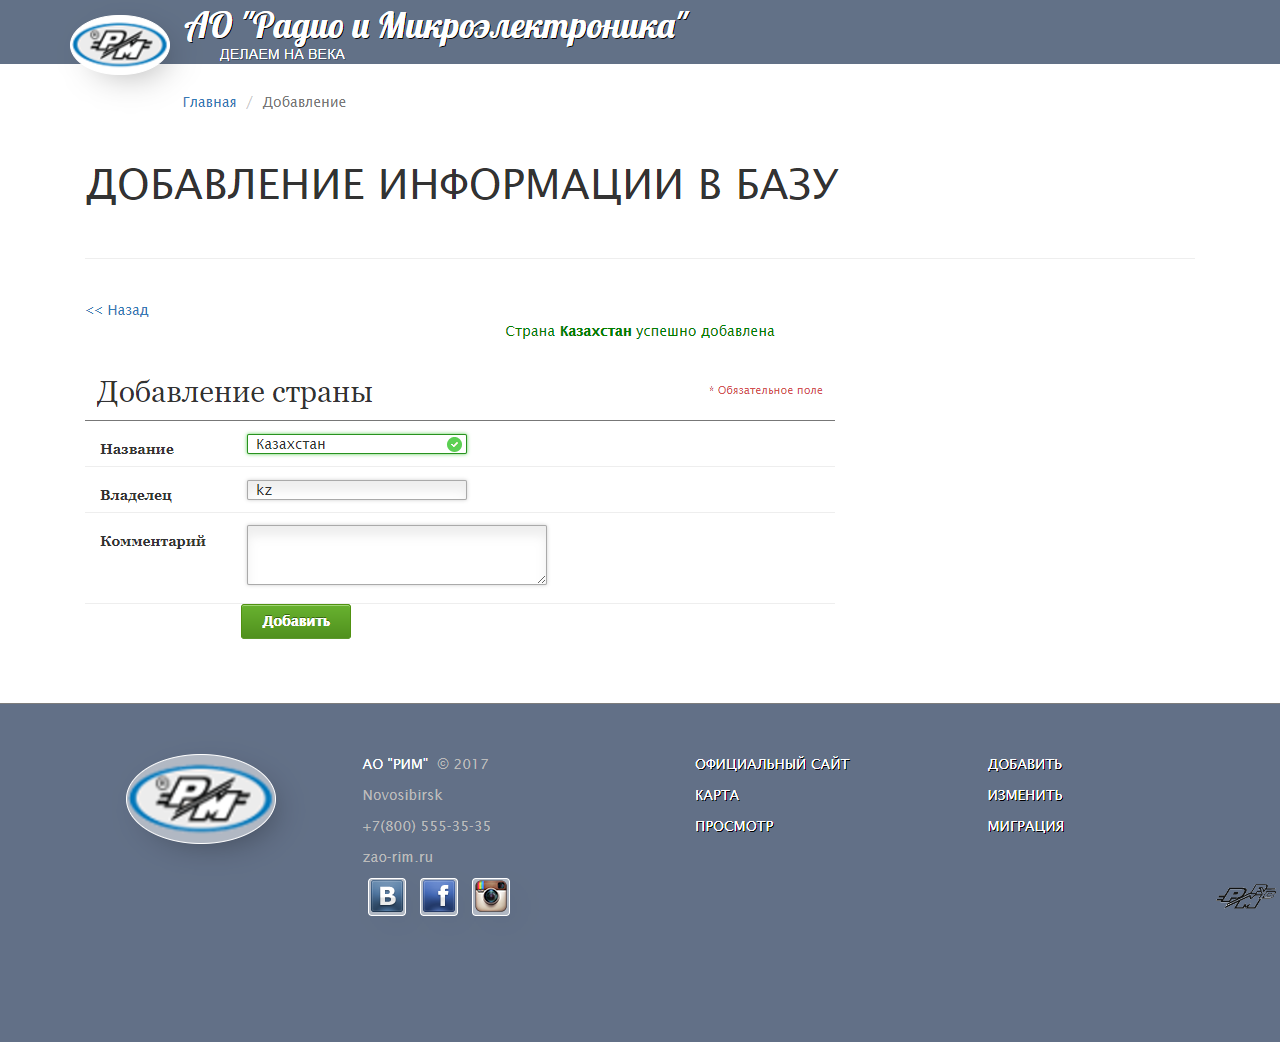 АО "Радио и Микроэлектроника"
ДЕЛАЕМ НА ВЕКА
® РМ
Главная / Добавление
ДОБАВЛЕНИЕ ИНФОРМАЦИИ В БАЗУ
<< Назад
Страна Казахстан успешно добавлена
Добавление страны
* Обязательное поле
Название Казахстан
Владелец kz
Комментарий
Добавить
® РМ
АО "РИМ" © 2017
Novosibirsk
+7(800) 555-35-35
zao-rim.ru
B f
ОФИЦИАЛЬНЫЙ САЙТ
КАРТА
ПРОСМОТР
ДОБАВИТЬ
ИЗМЕНИТЬ
МИГРАЦИЯ